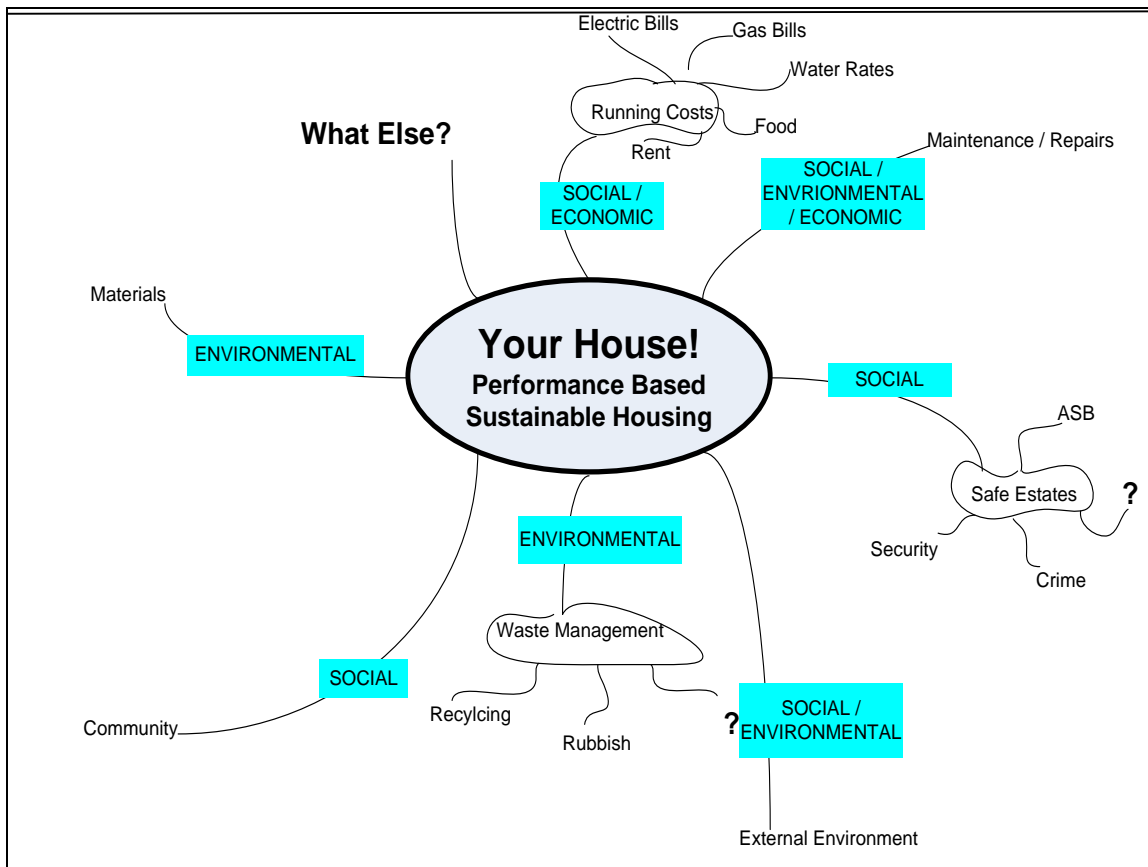 Electric Bills
Gas Bills
Water Rates
Running Costs
Food
Rent
What Else?
Maintenance / Repairs
SOCIAL /
ECONOMIC
SOCIAL /
ENVRIONMENTAL
/ ECONOMIC
Materials
ENVIRONMENTAL
Your House!
Performance Based
Sustainable Housing
SOCIAL
ASB
Safe Estates
?
Security
Crime
ENVIRONMENTAL
Waste Management
Recylcing
Rubbish
?
SOCIAL
Community
SOCIAL /
ENVIRONMENTAL
External Environment